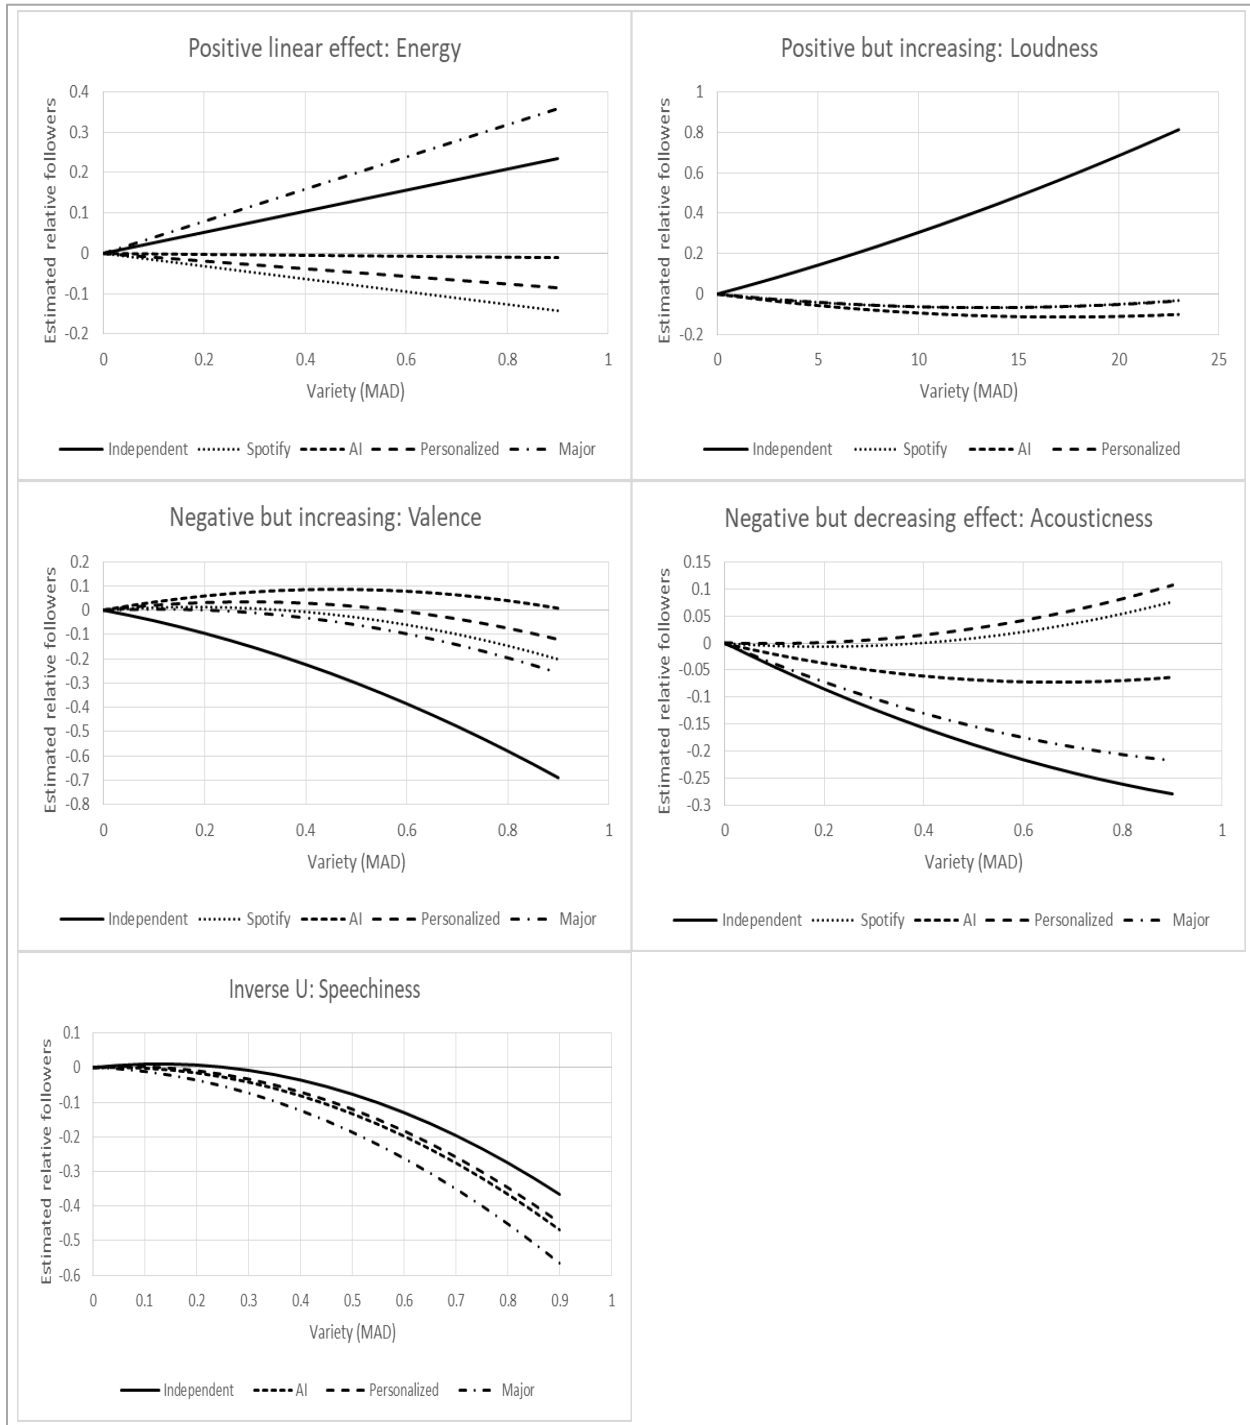 Positive linear effect: Energy
Estimated relative followers
0.4
0.3
0.2
0.1
0
-0.1
-0.2
0 0.2 0.4 0.6 0.8 1
Variety (MAD)
Independent Spotify AI Personalized Major
Positive but increasing: Loudness
Estimated relative followers
1
0.8
0.6
0.4
0.2
0
-0.2
0 5 10 15 20 25
Variety (MAD)
Independent Spotify AI Personalized
Negative but increasing: Valence
Estimated relative followers
0.2
0.1
0
-0.1
-0.2
-0.3
-0.4
-0.5
-0.6
-0.7
-0.8
0 0.2 0.4 0.6 0.8 1
Variety (MAD)
Independent Spotify AI Personalized Major
Negative but decreasing effect: Acousticness
Estimated relative followers
0.15
0.1
0.05
0
-0.05
-0.1
-0.15
-0.2
-0.25
-0.3
0 0.2 0.4 0.6 0.8 1
Variety (MAD)
Independent Spotify AI Personalized Major
Inverse U: Speechiness
Estimated relative followers
0.1
0
-0.1
-0.2
-0.3
-0.4
-0.5
-0.6
0 0.1 0.2 0.3 0.4 0.5 0.6 0.7 0.8 0.9 1
Variety (MAD)
Independent AI Personalized Major